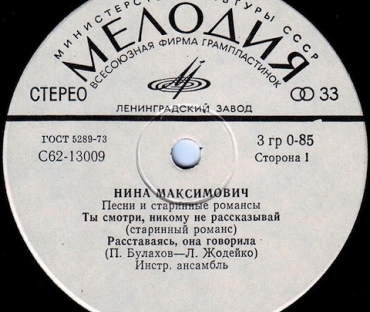 МИНИСТЕРСТВО КУЛЬТУРЫ СССР
МЕЛОДИЯ
ВСЕСОЮЗНАЯ ФИРМА ГРАМПЛАСТИНОК
СТЕРЕО
33
ЛЕНИНГРАДСКИЙ ЗАВОД
ГОСТ 5289-73
3 гр 0-85
С62-13009
Сторона 1
НИНА МАКСИМОВИЧ
Песни и старинные романсы
Ты смотри, никому не рассказывай
(старинный романс)
Расставаясь, она говорила
(П. Булахов—Л. Жодейко)
Инстр. ансамбль